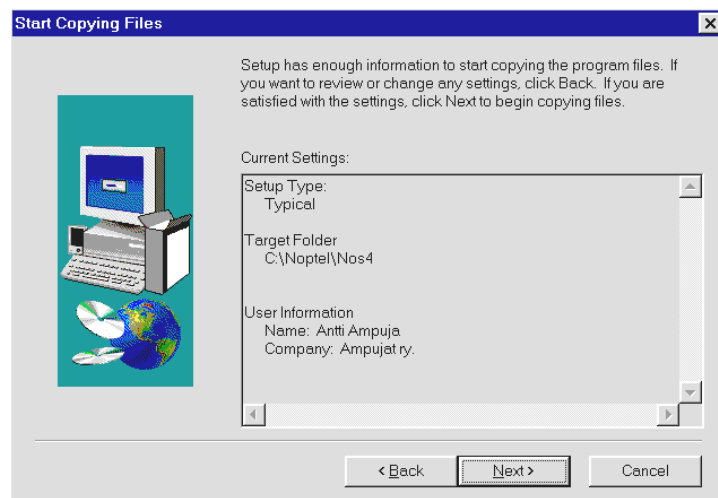 Start Copying Files
Setup has enough information to start copying the program files. If
you want to review or change any settings, click Back. If you are
satisfied with the settings, click Next to begin copying files.
Current Settings:
Setup Type:
Typical
Target Folder
C:\Noptel\Nos4
User Information
Name: Antti Ampuja
Company: Ampujat ry.
< Back
Next >
Cancel